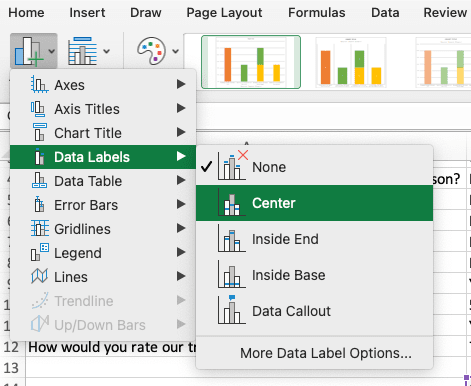 Home Insert Draw Page Layout Formulas Data Review
Axes
Axis Titles
Chart Title
Data Labels
Data Table
Error Bars
Gridlines
Legend
Lines
Trendline
Up/Down Bars
None
Center
Inside End
Inside Base
Data Callout
More Data Label Options...
son?
12 How would you rate our tr